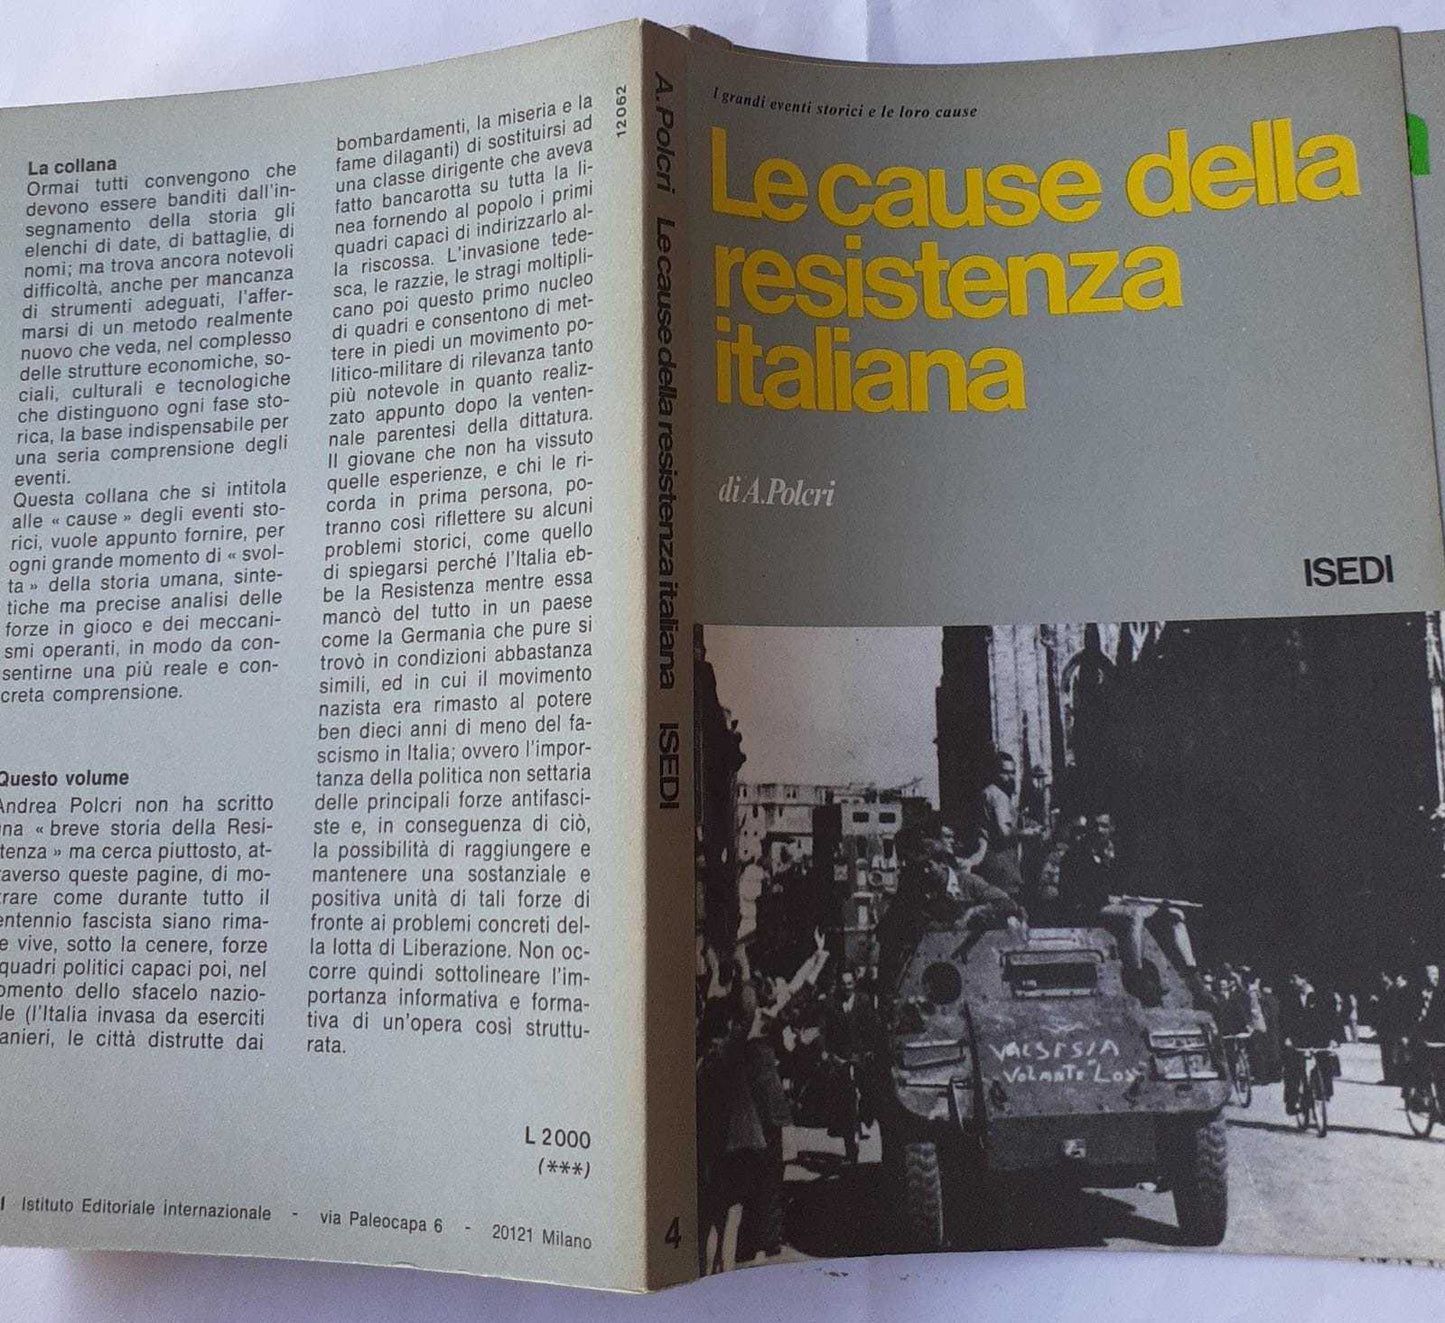 La collana
Ormai tutti convengono che
devono essere banditi dall'in-
segnamento della storia gli
elenchi di date, di battaglie, di
nomi; ma trova ancora notevoli
difficoltà, anche per mancanza
di strumenti adeguati, l'affer-
marsi di un metodo realmente
nuovo che veda, nel complesso
delle strutture economiche, so-
ciali, culturali e tecnologiche
che distinguono ogni fase sto-
rica, la base indispensabile per
una seria comprensione degli
eventi.
Questa collana che si intitola
alle « cause » degli eventi sto-
rici, vuole appunto fornire, per
ogni grande momento di « svol-
ta » della storia umana, sinte-
tiche ma precise analisi delle
forze in gioco e dei meccani-
smi operanti, in modo da con-
sentirne una più reale e con-
creta comprensione.
Questo volume
Andrea Polcri non ha scritto
una « breve storia della Resi-
tenza » ma cerca piuttosto, at-
raverso queste pagine, di mo-
rare come durante tutto il
entennio fascista siano rima-
e vive, sotto la cenere, forze
quadri politici capaci poi, nel
omento dello sfacelo nazio-
le (l'Italia invasa da eserciti
anieri, le città distrutte dai
bombardamenti, la miseria e la
fame dilaganti) di sostituirsi ad
una classe dirigente che aveva
fatto bancarotta su tutta la li-
nea fornendo al popolo i primi
quadri capaci di indirizzarlo al-
la riscossa. L'invasione tede-
sca, le razzie, le stragi moltipli-
cano poi questo primo nucleo
di quadri e consentono di met-
tere in piedi un movimento po-
litico-militare di rilevanza tanto
più notevole in quanto realiz-
zato appunto dopo la venten-
nale parentesi della dittatura.
Il giovane che non ha vissuto
quelle esperienze, e chi le ri-
corda in prima persona, po-
tranno così riflettere su alcuni
problemi storici, come quello
di spiegarsi perché l'Italia eb-
be la Resistenza mentre essa
mancò del tutto in un paese
come la Germania che pure si
trovò in condizioni abbastanza
simili, ed in cui il movimento
nazista era rimasto al potere
ben dieci anni di meno del fa-
scismo in Italia; ovvero l'impor-
tanza della politica non settaria
delle principali forze antifasci-
ste e, in conseguenza di ciò,
la possibilità di raggiungere e
mantenere una sostanziale e
positiva unità di tali forze di
fronte ai problemi concreti del-
la lotta di Liberazione. Non oc-
corre quindi sottolineare l'im-
portanza informativa e forma-
tiva di un'opera così struttu-
rata.
L 2000
(***)
I Istituto Editoriale internazionale - via Paleocapa 6 - 20121 Milano
12062
A. Polcri Le cause della resistenza italiana ISEDI
4
I grandi eventi storici e le loro cause
Le cause della
resistenza
italiana
di A. Polcri
ISEDI
VALSESIA
VOLANTE